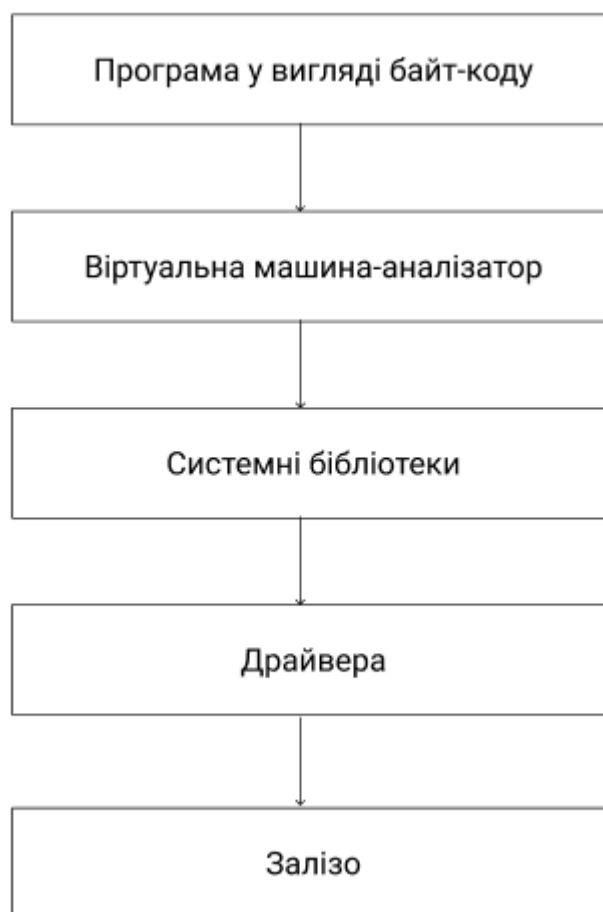 Програма у вигляді байт-коду
Віртуальна машина-аналізатор
Системні бібліотеки
Драйвера
Залізо